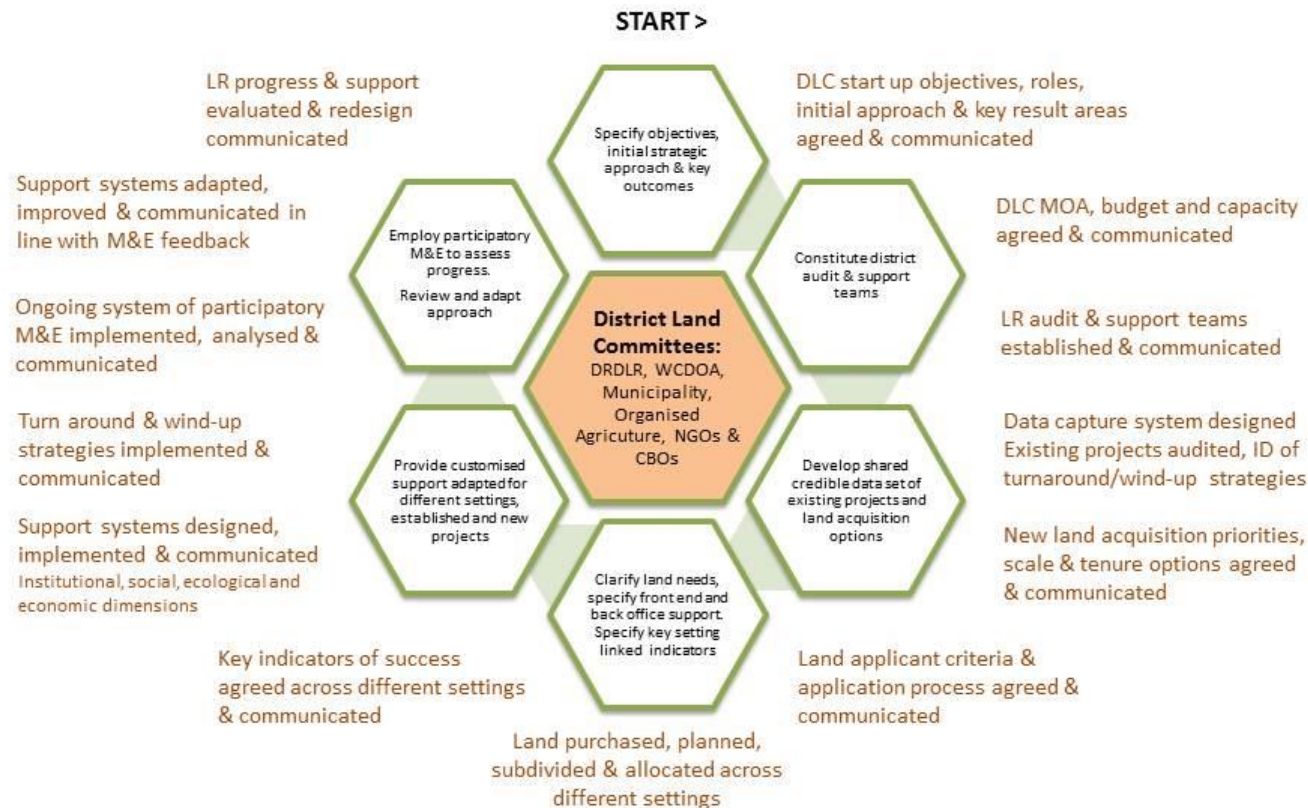 START >
Specify objectives,
initial strategic
approach & key
outcomes
DLC start up objectives, roles,
initial approach & key result areas
agreed & communicated
Constitute district
audit & support
teams
DLC MOA, budget and capacity
agreed & communicated
LR audit & support teams
established & communicated
Develop shared
credible data set of
existing projects and
land acquisition
options
Data capture system designed
Existing projects audited, ID of
turnaround/wind-up strategies
New land acquisition priorities,
scale & tenure options agreed
& communicated
Land applicant criteria &
application process agreed &
communicated
Clarify land needs,
specify front end and
back office support.
Specify key setting
linked indicators
Land purchased, planned,
subdivided & allocated across
different settings
Key indicators of success
agreed across different settings
& communicated
Provide customised
support adapted for
different settings,
established and new
projects
Support systems designed,
implemented & communicated
Institutional, social, ecological and
economic dimensions
Turn around & wind-up
strategies implemented &
communicated
Employ participatory
M&E to assess
progress.
Review and adapt
approach
Ongoing system of participatory
M&E implemented, analysed &
communicated
Support systems adapted,
improved & communicated in
line with M&E feedback
LR progress & support
evaluated & redesign
communicated
District Land
Committees:
DRDLR, WCDOA,
Municipality,
Organised
Agricuture, NGOs &
CBOs